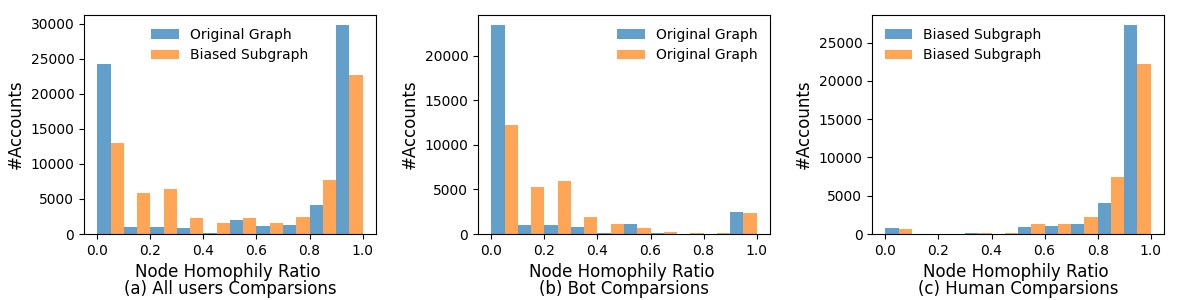 30000
25000
20000
15000
10000
5000
0
#Accounts
Original Graph
Biased Subgraph
0.0 0.2 0.4 0.6 0.8 1.0
Node Homophily Ratio
(a) All users Comparsions
20000
15000
10000
5000
0
#Accounts
Original Graph
Original Graph
0.0 0.2 0.4 0.6 0.8 1.0
Node Homophily Ratio
(b) Bot Comparsions
25000
20000
15000
10000
5000
0
#Accounts
Biased Subgraph
Biased Subgraph
0.0 0.2 0.4 0.6 0.8 1.0
Node Homophily Ratio
(c) Human Comparsions